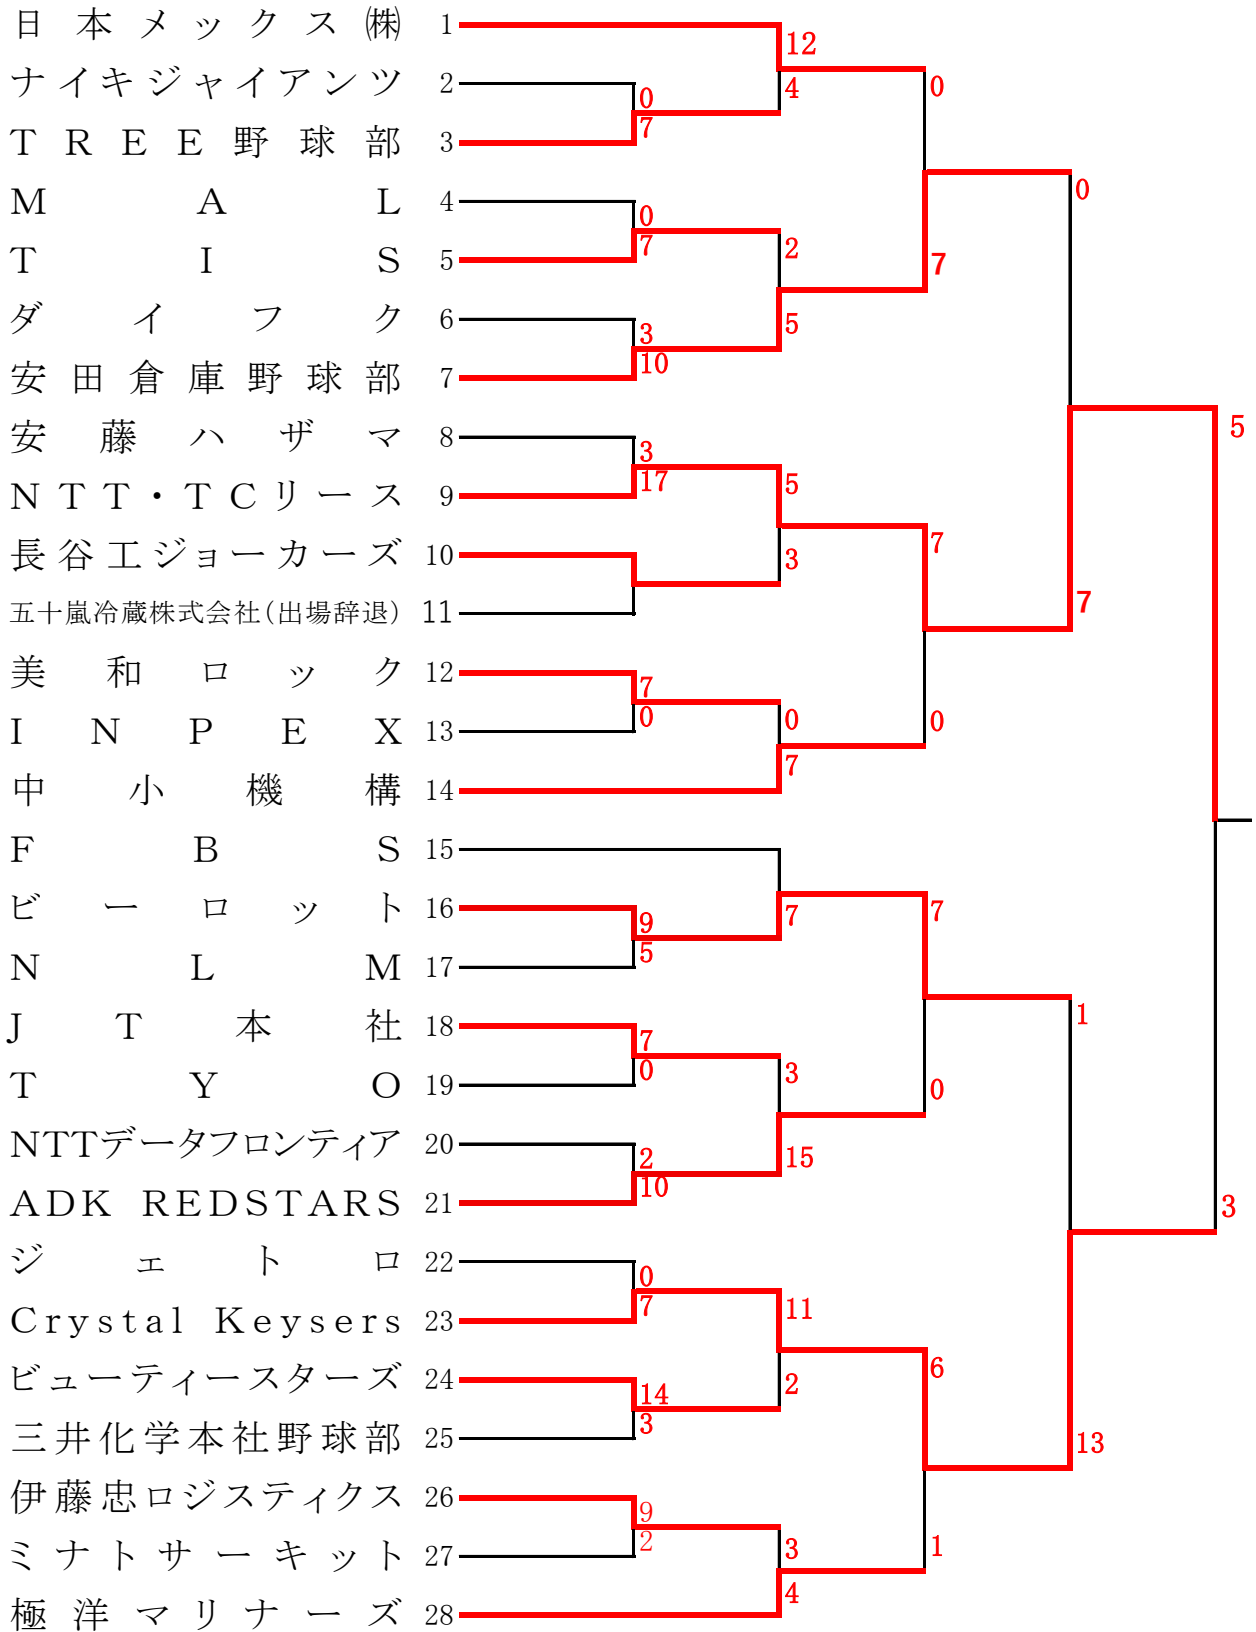 日本メックス㈱ 1
12
ナイキジャイアンツ 2
0
4
0
TREE野球部 3
7
0
MAL 4
0
TIS 5
7
2
7
ダイフク 6
3
5
安田倉庫野球部 7
10
安藤ハザマ 8
3
5
NTT・TCリース 9
17
5
長谷工ジョーカーズ 10
3
7
五十嵐冷蔵株式会社(出場辞退) 11
7
美和ロック 12
7
INPEX 13
0
0
0
中小機構 14
7
FBS 15
ビーロット 16
9
7
7
NLM 17
5
JT本社 18
7
1
TYO 19
0
3
0
NTTデータフロンティア 20
2
15
ADK REDSTARS 21
10
3
ジェトロ 22
0
Crystal Keysers 23
7
11
ビューティースターズ 24
14
2
6
三井化学本社野球部 25
3
13
伊藤忠ロジスティクス 26
9
ミナトサーキット 27
2
3
1
極洋マリナーズ 28
4